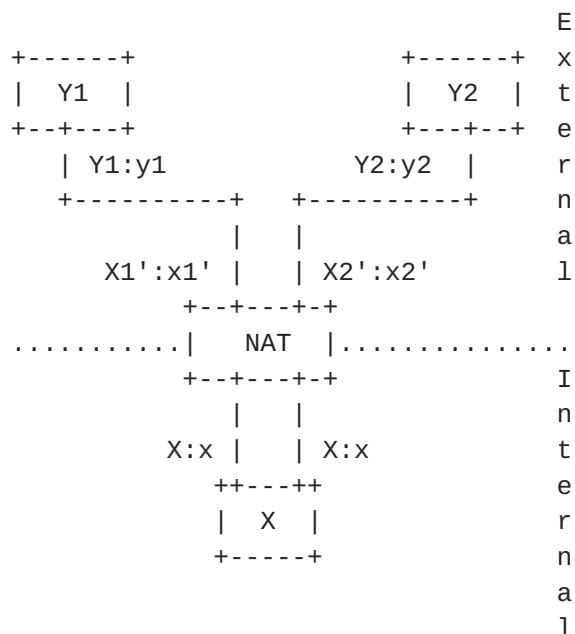 E
+------+                 +------+  x
|  Y1  |                 |  Y2  |  t
+--+---+                 +---+--+  e
   | Y1:y1            Y2:y2  |     r
   +----------+   +----------+     n
              |   |                a
      X1':x1' |   | X2':x2'        l
           +--+---+-+
...........|   NAT  |...............
           +--+---+-+              I
              |   |                n
          X:x |   | X:x            t
             ++---++               e
             |  X  |               r
             +-----+               n
                                   a
                                   l